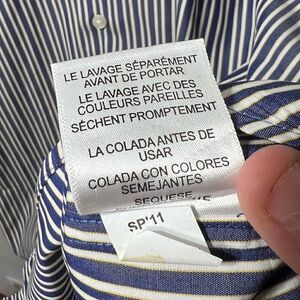 LE LAVAGE SÉPARÉMENT
AVANT DE PORTAR
LE LAVAGE AVEC DES
COULEURS PAREILLES
SÉCHENT PROMPTEMENT
LA COLADA ANTES DE
USAR
COLADA CON COLORES
SEMEJANTES
SEQUESE
SP'11